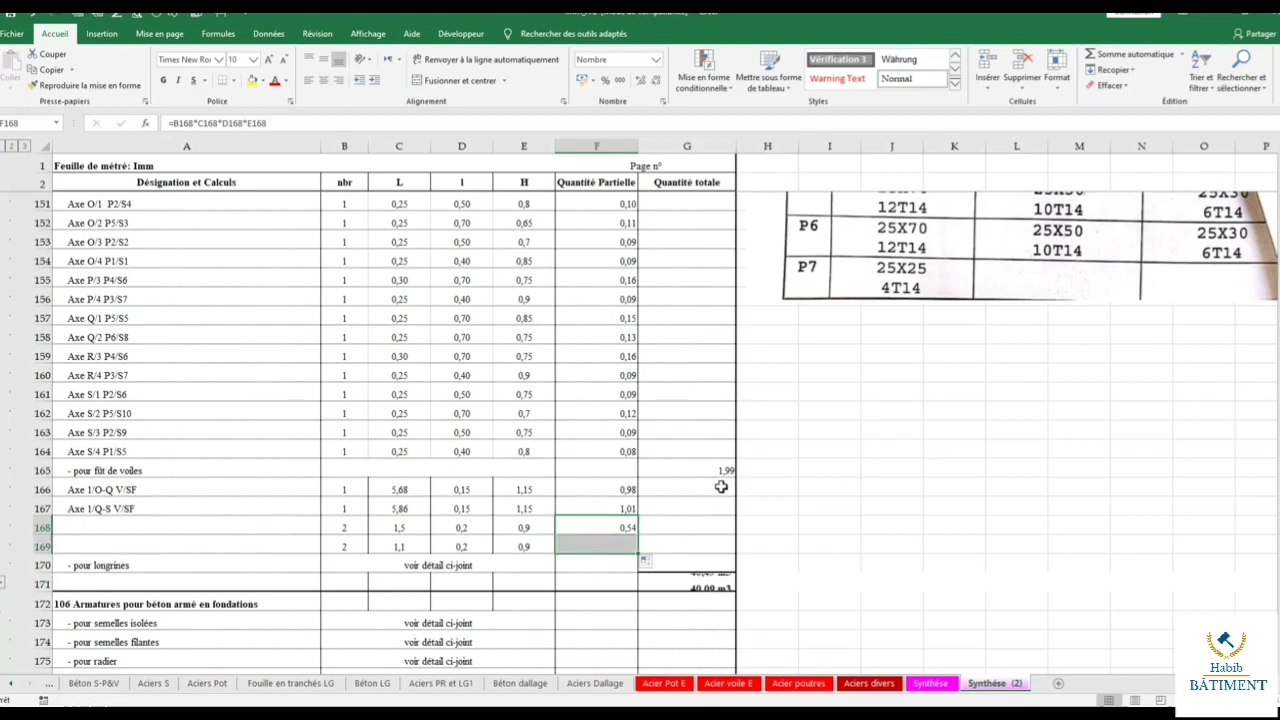 Fichier Accueil Insertion Mise en page Formules Données Révision Affichage Aide Développeur Rechercher des outils adaptés Partager
Couper
Copier
Reproduire la mise en forme
Coller
Presse-papiers
Times New Ro 10
G I S
Police
Renvoyer à la ligne automatiquement
Fusionner et centrer
Alignement
Nombre
% 000
Nombre
Mise en forme conditionnelle
Mettre sous forme de tableau
Vérification 3 Währung
Warning Text Normal
Styles
Insérer Supprimer Format
Cellules
Somme automatique
Recopier
Effacer
Trier et filtrer
Rechercher et sélectionner
Édition
F168 fx =B168*C168*D168*E168
2 3
A B C D E F G H I J K L M N O P
1 Feuille de métré: Imm Page n°
2 Désignation et Calculs nbr L l H Quantité Partielle Quantité totale
151 Axe O/1 P2/S4 1 0,25 0,50 0,8 0,10
152 Axe O/2 P5/S3 1 0,25 0,70 0,65 0,11
153 Axe O/3 P2/S2 1 0,25 0,50 0,7 0,09
154 Axe O/4 P1/S1 1 0,25 0,40 0,85 0,09
155 Axe P/3 P4/S6 1 0,30 0,70 0,75 0,16
156 Axe P/4 P3/S7 1 0,25 0,40 0,9 0,09
157 Axe Q/1 P5/S5 1 0,25 0,70 0,85 0,15
158 Axe Q/2 P6/S8 1 0,25 0,70 0,75 0,13
159 Axe R/3 P4/S6 1 0,30 0,70 0,75 0,16
160 Axe R/4 P3/S7 1 0,25 0,40 0,9 0,09
161 Axe S/1 P2/S6 1 0,25 0,50 0,75 0,09
162 Axe S/2 P5/S10 1 0,25 0,70 0,7 0,12
163 Axe S/3 P2/S9 1 0,25 0,50 0,75 0,09
164 Axe S/4 P1/S5 1 0,25 0,40 0,8 0,08
165 - pour fût de voiles 1,99
166 Axe 1/O-Q V/SF 1 5,68 0,15 1,15 0,98
167 Axe 1/Q-S V/SF 1 5,86 0,15 1,15 1,01
168 2 1,5 0,2 0,9 0,54
169 2 1,1 0,2 0,9
170 - pour longrines voir détail ci-joint
171 40,09 m3
172 106 Armatures pour béton armé en fondations
173 - pour semelles isolées voir détail ci-joint
174 - pour semelles filantes voir détail ci-joint
175 - pour radier voir détail ci-joint
12T14 10T14 6T14
P6 25X70 25X50 25X30
12T14 10T14 6T14
P7 25X25
4T14
... Béton S-P&V Aciers S Aciers Pot Fouille en tranchés LG Béton LG Aciers PR et LG1 Béton dallage Aciers Dallage Acier Pot E Acier voile E Acier poutres Aciers divers Synthése Synthése (2)
Habib
BÂTIMENT